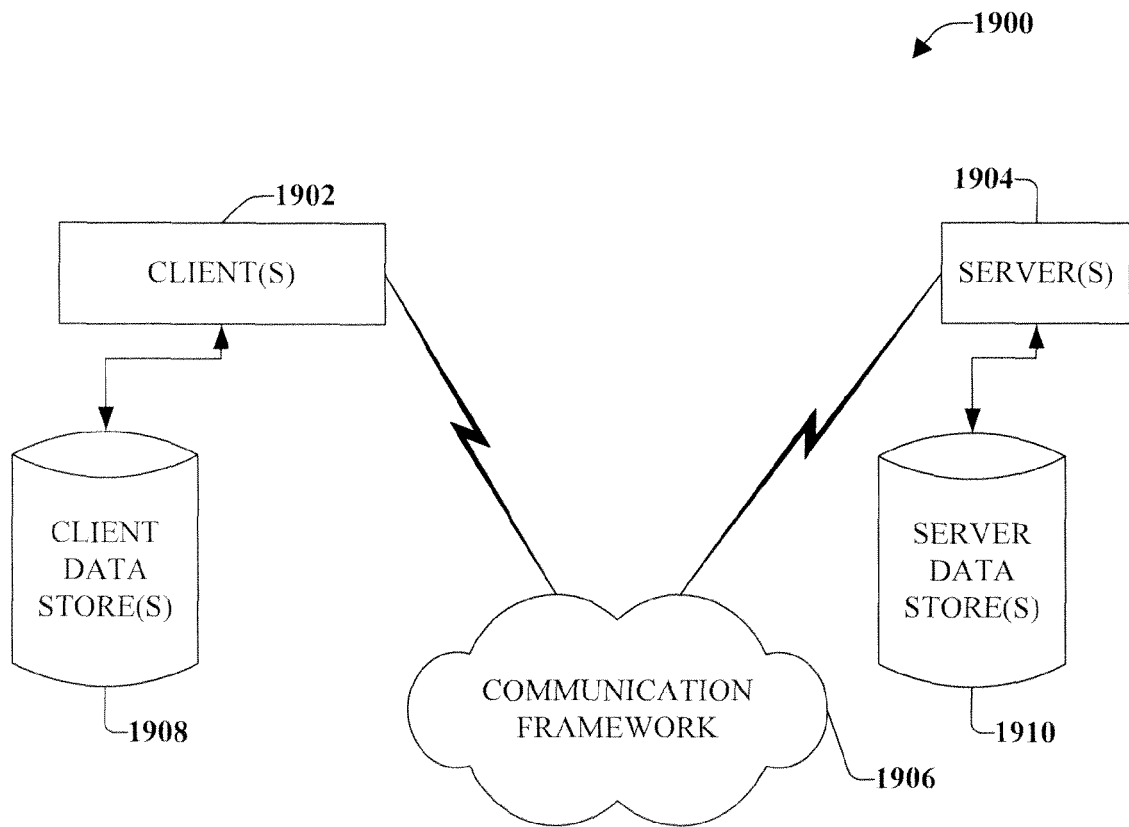 1900
1902
1904
CLIENT(S)
SERVER(S)
CLIENT
DATA
STORE(S)
SERVER
DATA
STORE(S)
COMMUNICATION
FRAMEWORK
1908
1910
1906